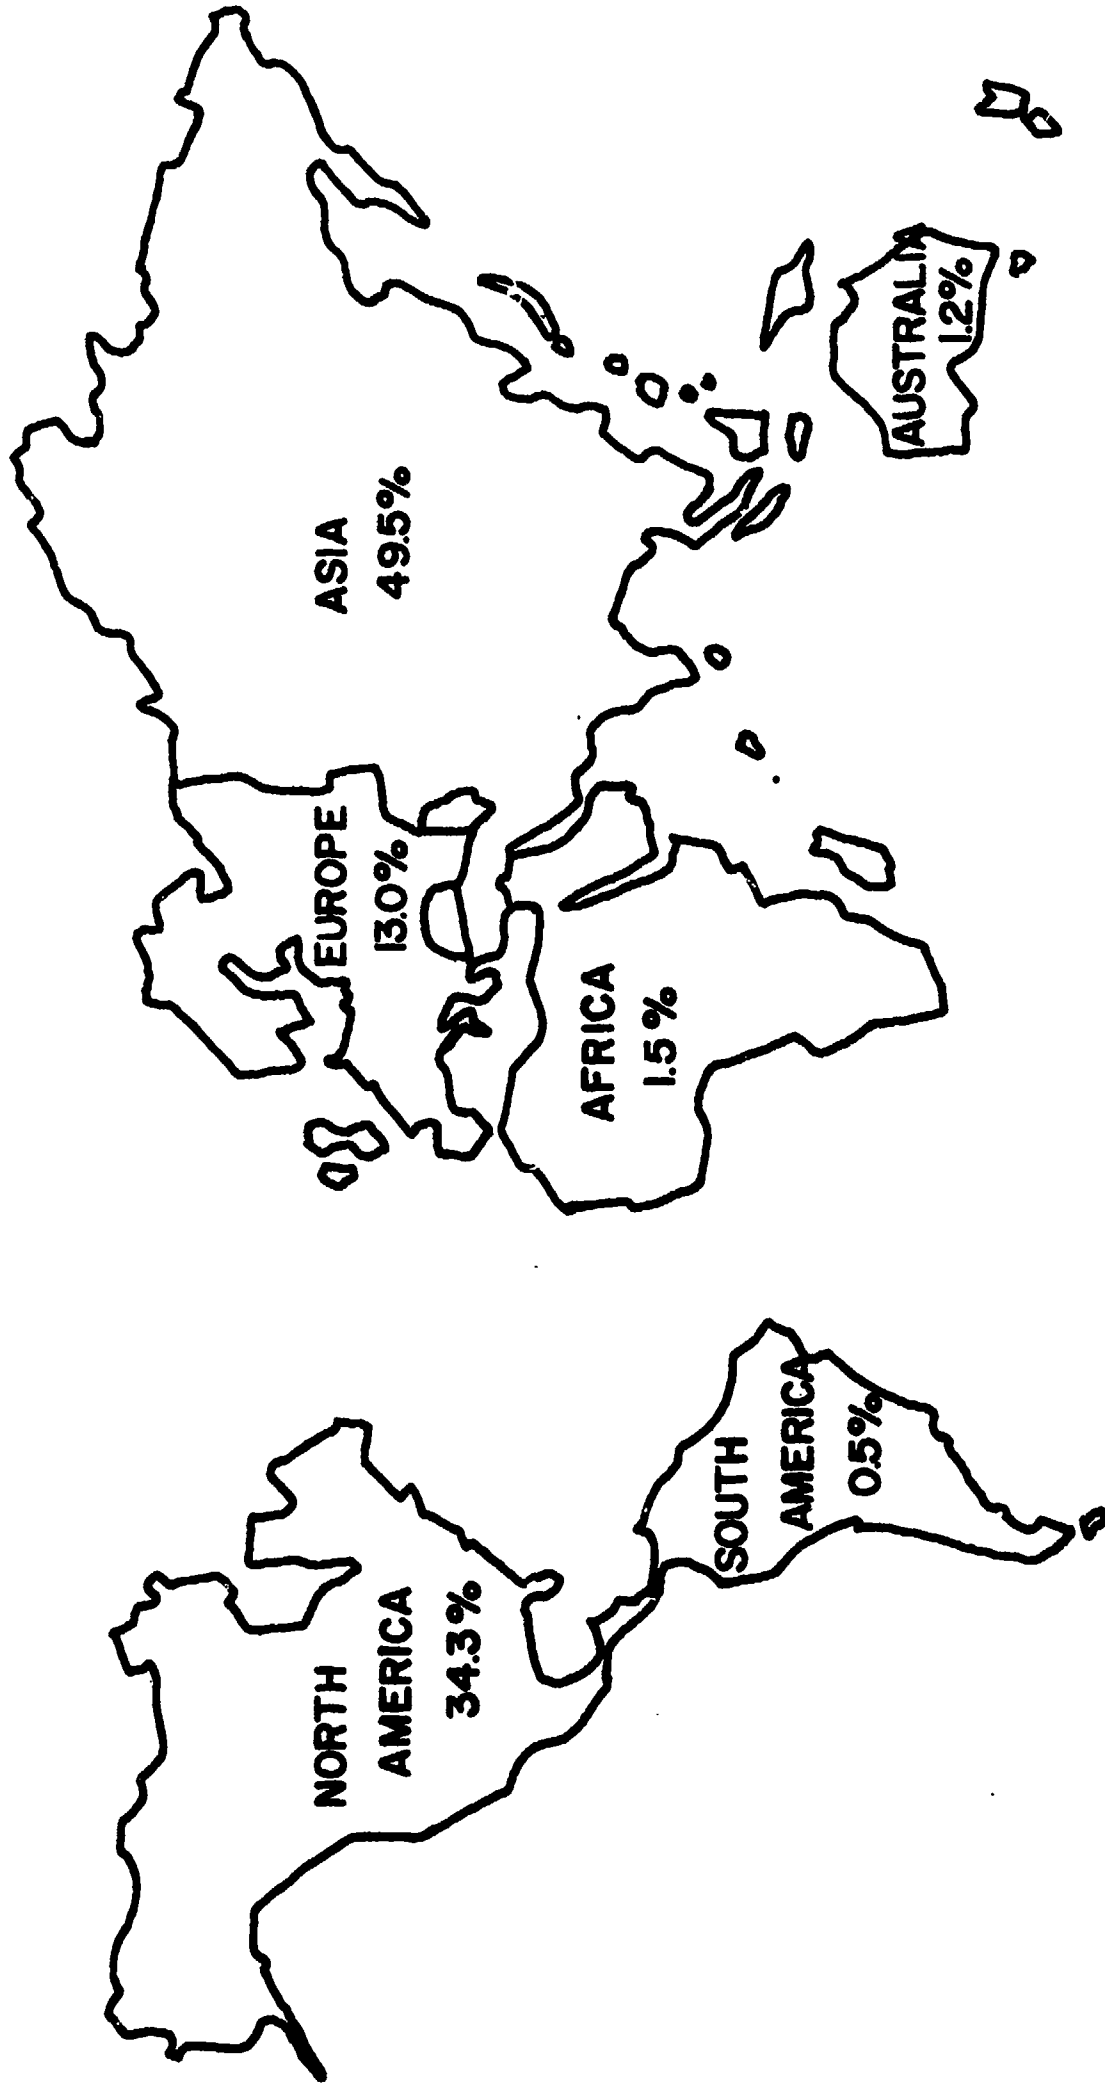 NORTH
AMERICA
34.3%
SOUTH
AMERICA
0.5%
EUROPE
13.0%
AFRICA
1.5%
ASIA
49.5%
AUSTRALIA
1.2%